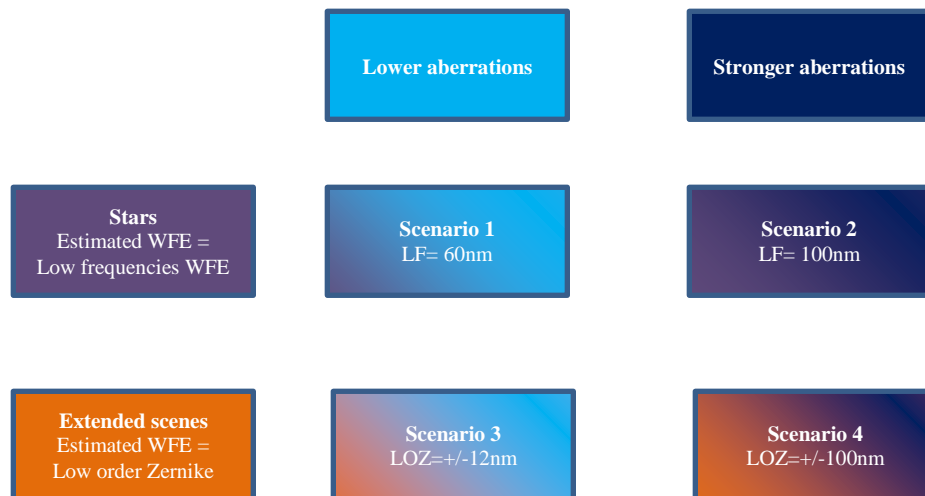 Lower aberrations
Stronger aberrations
Stars
Estimated WFE =
Low frequencies WFE
Scenario 1
LF= 60nm
Scenario 2
LF= 100nm
Extended scenes
Estimated WFE =
Low order Zernike
Scenario 3
LOZ=+/-12nm
Scenario 4
LOZ=+/-100nm